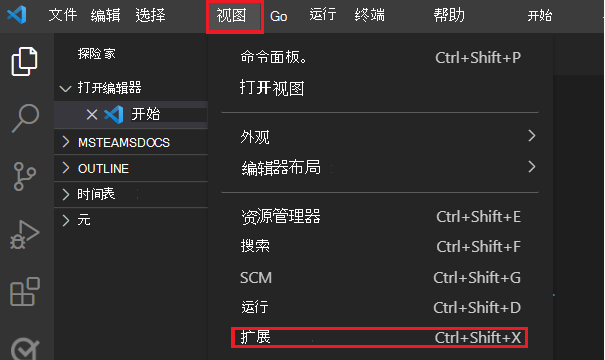 文件 编辑 选择 视图 Go 运行 终端 帮助 开始
探险家
打开编辑器
开始
MSTEAMSDOCS
OUTLINE
时间表
元
命令面板。 Ctrl+Shift+P
打开视图
外观
编辑器布局
资源管理器 Ctrl+Shift+E
搜索 Ctrl+Shift+F
SCM Ctrl+Shift+G
运行 Ctrl+Shift+D
扩展 Ctrl+Shift+X